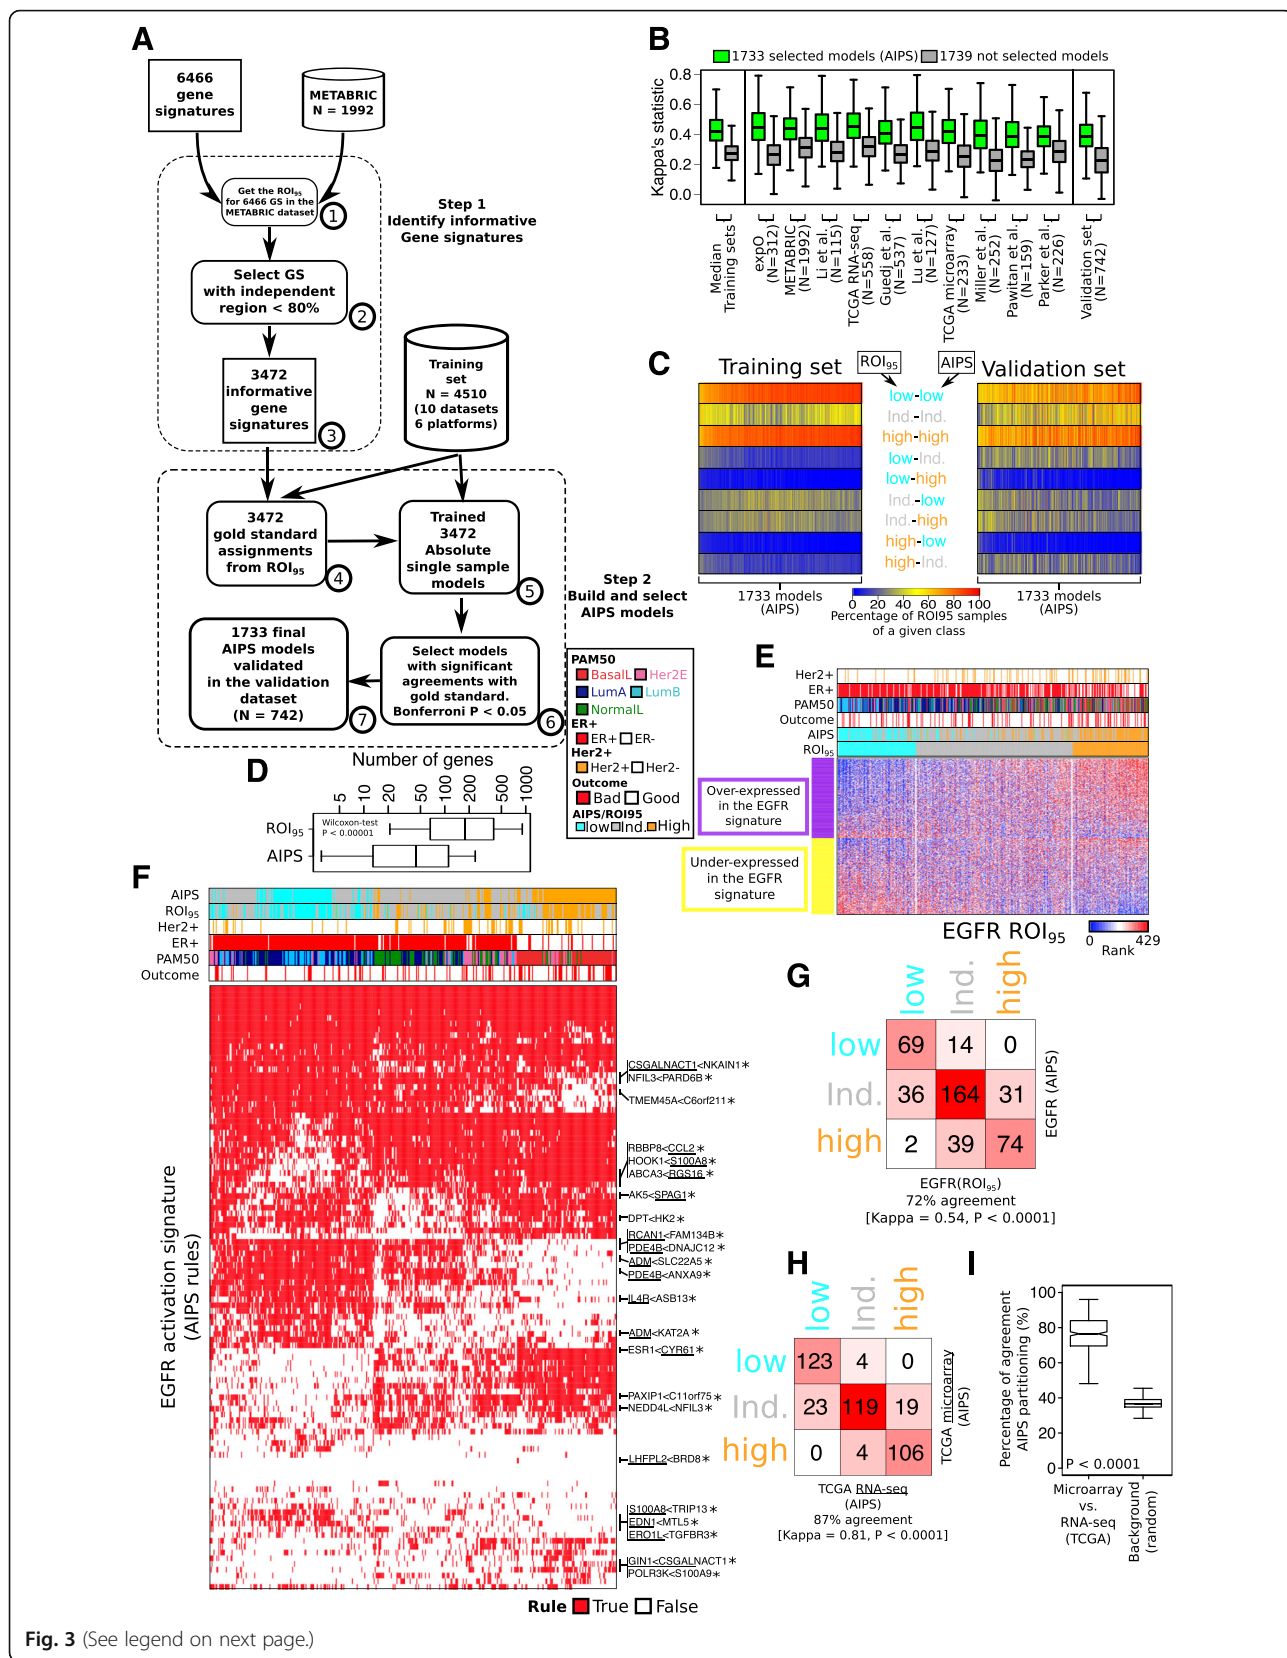 A
6466
gene
signatures
METABRIC
N = 1992
Get the ROI95
for 6466 GS in the
METABRIC dataset
1
Step 1
Identify informative
Gene signatures
Select GS
with independent
region < 80%
2
3472
informative
gene
signatures
3
Training
set
N = 4510
(10 datasets
6 platforms)
3472
gold standard
assignments
from ROI95
4
Trained
3472
Absolute
single sample
models
5
Step 2
Build and select
AIPS models
1733 final
AIPS models
validated
in the validation
dataset
(N = 742)
7
Select models
with significant
agreements with
gold standard.
Bonferroni P < 0.05
6
B
1733 selected models (AIPS) 1739 not selected models
Kappa's statistic
0.8
0.6
0.4
0.2
0.0
Median
Training sets
expO
(N=312)
METABRIC
(N=1992)
Li et al.
(N=115)
TCGA RNA-seq
(N=558)
Guedj et al.
(N=537)
Lu et al.
(N=127)
TCGA microarray
(N=233)
Miller et al.
(N=252)
Pawitan et al.
(N=159)
Parker et al.
(N=226)
Validation set
(N=742)
C
Training set
ROI95
AIPS
Validation set
low-low
Ind.-Ind.
high-high
low-Ind.
low-high
Ind.-low
Ind.-high
high-low
high-Ind.
1733 models
(AIPS)
0 20 40 60 80 100
Percentage of ROI95 samples
of a given class
1733 models
(AIPS)
PAM50
BasalL Her2E
LumA LumB
NormalL
ER+
ER+ ER-
Her2+
Her2+ Her2-
Outcome
Bad Good
AIPS/ROI95
low Ind. High
D
Number of genes
5 10 20 50 100 200 500 1000
ROI95
AIPS
Wilcoxon-test
P < 0.00001
E
Her2+
ER+
PAM50
Outcome
AIPS
ROI95
Over-expressed
in the EGFR
signature
Under-expressed
in the EGFR
signature
EGFR ROI95
0 429
Rank
F
AIPS
ROI95
Her2+
ER+
PAM50
Outcome
EGFR activation signature
(AIPS rules)
CSGALNACT1<NKAIN1*
NFIL3<PARD6B*
TMEM45A<C6orf211*
RBBP8<CCL2*
HOOK1<S100A8*
ABCA3<RGS16*
AK5<SPAG1*
DPT<HK2*
RCAN1<FAM134B*
PDE4B<DNAJC12*
ADM<SLC22A5*
PDE4B<ANXA9*
IL4R<ASB13*
ADM<KAT2A*
ESR1<CYR61*
PAXIP1<C11orf75*
NEDD4L<NFIL3*
LHFPL2<BRD8*
S100A8<TRIP13*
EDN1<MTL5*
ERO1L<TGFBR3*
GIN1<CSGALNACT1*
POLR3K<S100A9*
Rule True False
G
low Ind. high
low 69 14 0
Ind. 36 164 31
high 2 39 74
EGFR (AIPS)
EGFR(ROI95)
72% agreement
[Kappa = 0.54, P < 0.0001]
H
low Ind. high
low 123 4 0
Ind. 23 119 19
high 0 4 106
TCGA microarray
(AIPS)
TCGA RNA-seq
(AIPS)
87% agreement
[Kappa = 0.81, P < 0.0001]
I
Percentage of agreement
AIPS partitioning (%)
100
80
60
40
20
0
P < 0.0001
Microarray
vs.
RNA-seq
(TCGA)
Background
(random)
Fig. 3 (See legend on next page.)